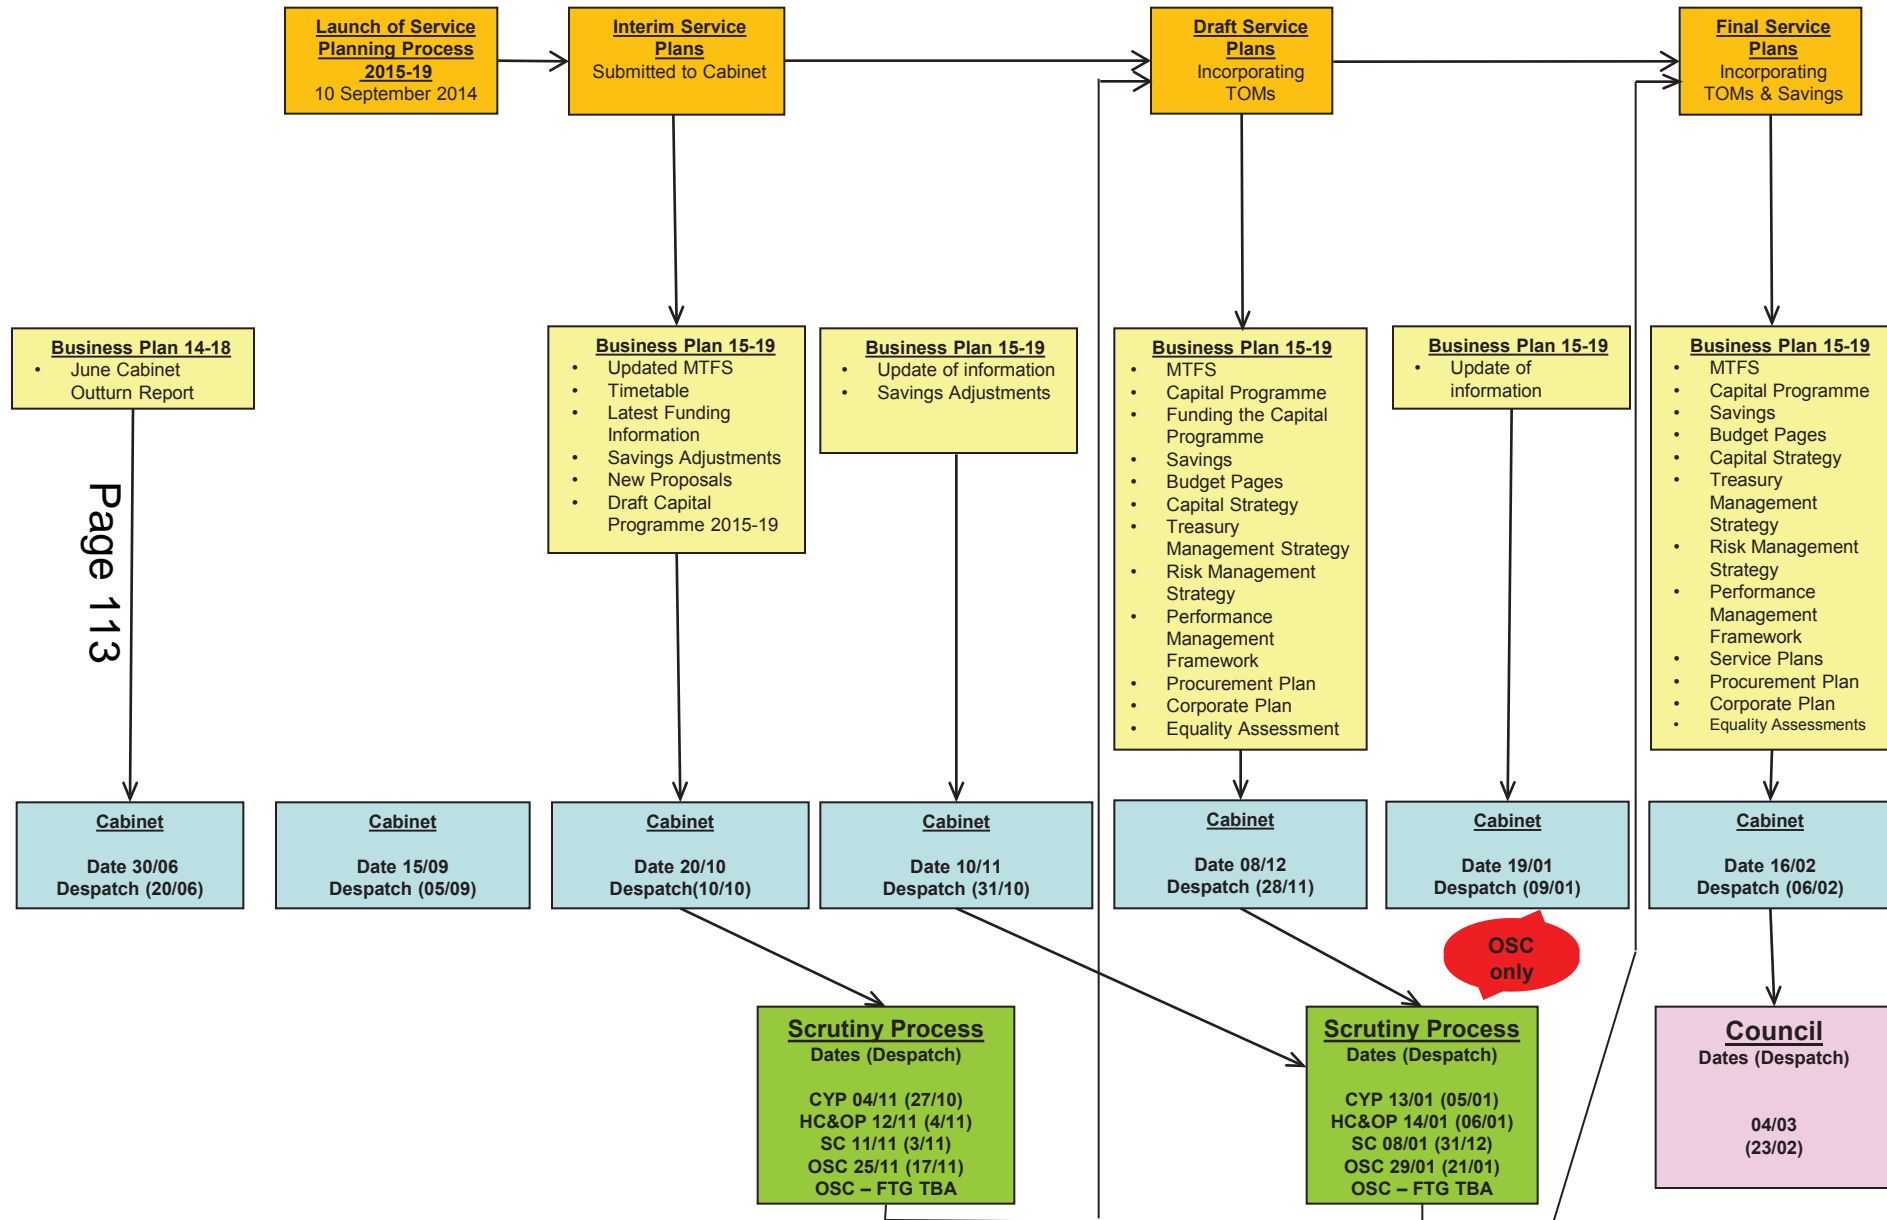 Launch of Service
Planning Process
2015-19
10 September 2014
Interim Service
Plans
Submitted to Cabinet
Draft Service
Plans
Incorporating
TOMs
Final Service
Plans
Incorporating
TOMs & Savings
Business Plan 14-18
• June Cabinet
Outturn Report
Business Plan 15-19
• Updated MTFS
• Timetable
• Latest Funding
Information
• Savings Adjustments
• New Proposals
• Draft Capital
Programme 2015-19
Business Plan 15-19
• Update of information
• Savings Adjustments
Business Plan 15-19
• MTFS
• Capital Programme
• Funding the Capital
Programme
• Savings
• Budget Pages
• Capital Strategy
• Treasury
Management Strategy
• Risk Management
Strategy
• Performance
Management
Framework
• Procurement Plan
• Corporate Plan
• Equality Assessment
Business Plan 15-19
• Update of
information
Business Plan 15-19
• MTFS
• Capital Programme
• Savings
• Budget Pages
• Capital Strategy
• Treasury
Management
Strategy
• Risk Management
Strategy
• Performance
Management
Framework
• Service Plans
• Procurement Plan
• Corporate Plan
• Equality Assessments
Page 113
Cabinet
Date 30/06
Despatch (20/06)
Cabinet
Date 15/09
Despatch (05/09)
Cabinet
Date 20/10
Despatch(10/10)
Cabinet
Date 10/11
Despatch (31/10)
Cabinet
Date 08/12
Despatch (28/11)
Cabinet
Date 19/01
Despatch (09/01)
Cabinet
Date 16/02
Despatch (06/02)
OSC
only
Scrutiny Process
Dates (Despatch)
CYP 04/11 (27/10)
HC&OP 12/11 (4/11)
SC 11/11 (3/11)
OSC 25/11 (17/11)
OSC – FTG TBA
Scrutiny Process
Dates (Despatch)
CYP 13/01 (05/01)
HC&OP 14/01 (06/01)
SC 08/01 (31/12)
OSC 29/01 (21/01)
OSC – FTG TBA
Council
Dates (Despatch)
04/03
(23/02)